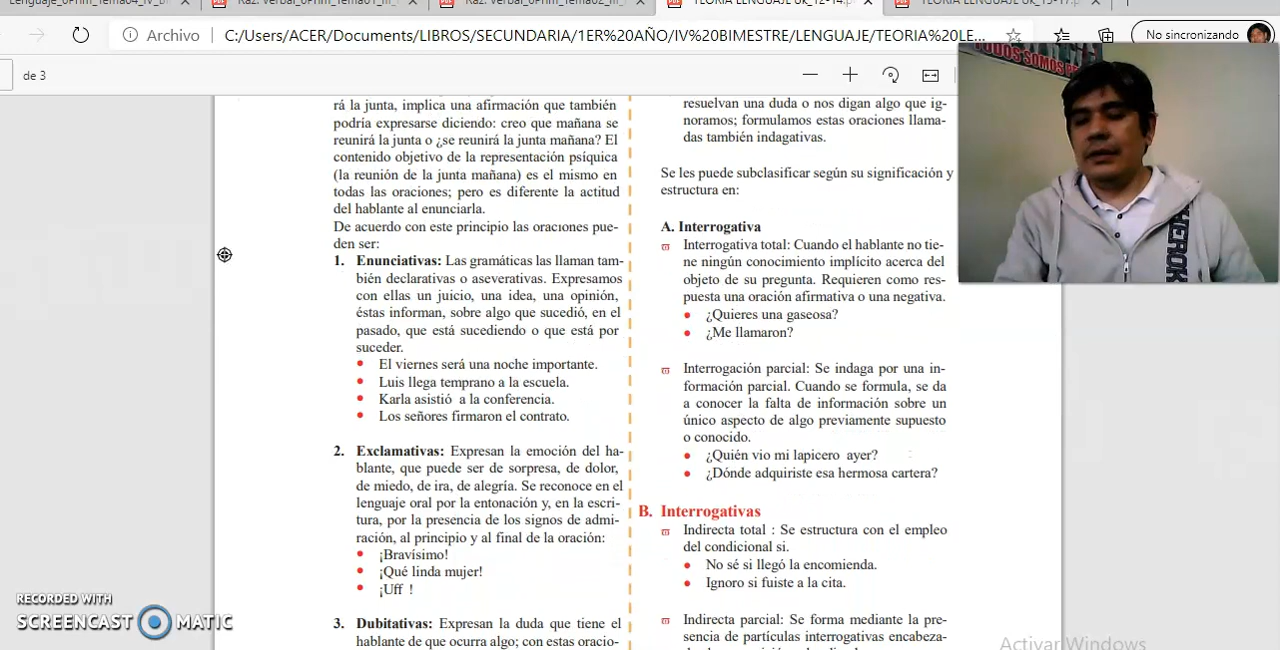 Lenguaje_6Prim_Tema04_IV_Bi
Raz. Verbal_6Prim_Tema01_III_
Raz. Verbal_6Prim_Tema02_III_
TEORIA LENGUAJE OK_12-14.p
TEORIA LENGUAJE OK_15-17.p
Archivo
C:/Users/ACER/Documents/LIBROS/SECUNDARIA/1ER%20AÑO/IV%20BIMESTRE/LENGUAJE/TEORIA%20LE...
No sincronizando
de 3
TODOS SOMOS
rá la junta, implica una afirmación que también
podría expresarse diciendo: creo que mañana se
reunirá la junta o ¿se reunirá la junta mañana? El
contenido objetivo de la representación psíquica
(la reunión de la junta mañana) es el mismo en
todas las oraciones; pero es diferente la actitud
del hablante al enunciarla.
De acuerdo con este principio las oraciones pue-
den ser:
1. Enunciativas: Las gramáticas las llaman tam-
bién declarativas o aseverativas. Expresamos
con ellas un juicio, una idea, una opinión,
éstas informan, sobre algo que sucedió, en el
pasado, que está sucediendo o que está por
suceder.
• El viernes será una noche importante.
• Luis llega temprano a la escuela.
• Karla asistió a la conferencia.
• Los señores firmaron el contrato.
2. Exclamativas: Expresan la emoción del ha-
blante, que puede ser de sorpresa, de dolor,
de miedo, de ira, de alegría. Se reconoce en el
lenguaje oral por la entonación y, en la escri-
tura, por la presencia de los signos de admi-
ración, al principio y al final de la oración:
• ¡Bravísimo!
• ¡Qué linda mujer!
• ¡Uff !
3. Dubitativas: Expresan la duda que tiene el
hablante de que ocurra algo; con estas oracio-
resuelvan una duda o nos digan algo que ig-
noramos; formulamos estas oraciones llama-
das también indagativas.
Se les puede subclasificar según su significación y
estructura en:
A. Interrogativa
Interrogativa total: Cuando el hablante no tie-
ne ningún conocimiento implícito acerca del
objeto de su pregunta. Requieren como res-
puesta una oración afirmativa o una negativa.
• ¿Quieres una gaseosa?
• ¿Me llamaron?
Interrogación parcial: Se indaga por una in-
formación parcial. Cuando se formula, se da
a conocer la falta de información sobre un
único aspecto de algo previamente supuesto
o conocido.
• ¿Quién vio mi lapicero ayer?
• ¿Dónde adquiriste esa hermosa cartera?
B. Interrogativas
Indirecta total : Se estructura con el empleo
del condicional si.
• No sé si llegó la encomienda.
• Ignoro si fuiste a la cita.
Indirecta parcial: Se forma mediante la pre-
sencia de partículas interrogativas encabeza-
RECORDED WITH
SCREENCAST MATIC
Activar Windows